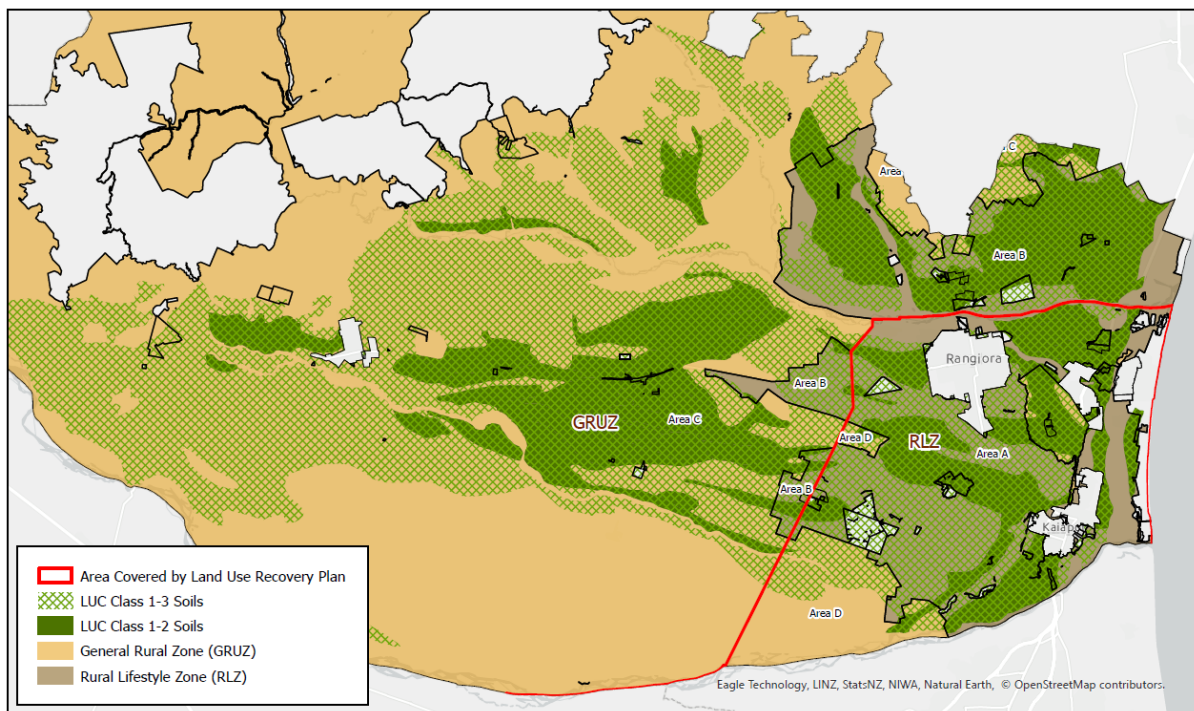 C
Area
Area B
Rangiora
Area B
GRUZ
Area C
Area D
RLZ
Area A
Area B
Kaiapo
Area D
Area Covered by Land Use Recovery Plan
LUC Class 1-3 Soils
LUC Class 1-2 Soils
General Rural Zone (GRUZ)
Rural Lifestyle Zone (RLZ)
Eagle Technology, LINZ, StatsNZ, NIWA, Natural Earth, © OpenStreetMap contributors.